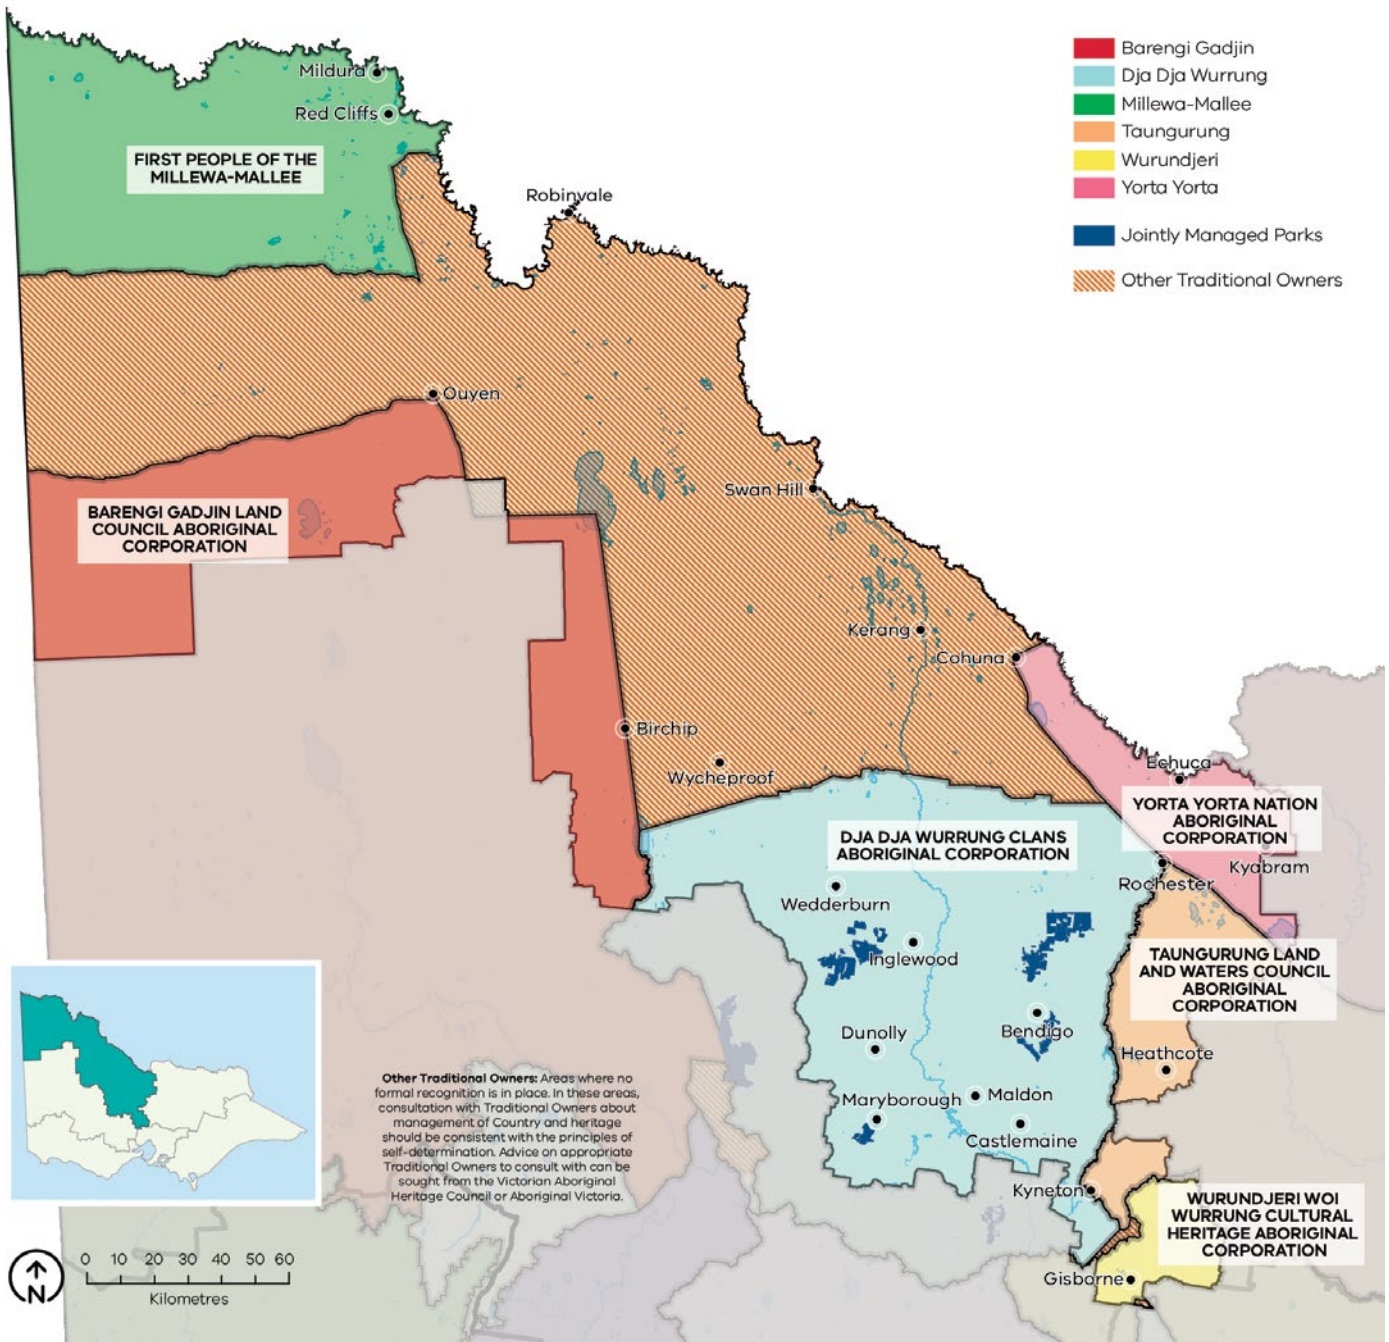 Barengi Gadjin
Dja Dja Wurrung
Millewa-Mallee
Taungurung
Wurundjeri
Yorta Yorta
Jointly Managed Parks
Other Traditional Owners
Mildura
Red Cliffs
FIRST PEOPLE OF THE
MILLEWA-MALLEE
Robinvale
Ouyen
Swan Hill
BARENGI GADJIN LAND
COUNCIL ABORIGINAL
CORPORATION
Kerang
Cohuna
Birchip
Wycheproof
Echuca
YORTA YORTA NATION
ABORIGINAL
CORPORATION
Kyabram
DJA DJA WURRUNG CLANS
ABORIGINAL CORPORATION
Rochester
Wedderburn
Inglewood
TAUNGURUNG LAND
AND WATERS COUNCIL
ABORIGINAL
CORPORATION
Dunolly
Bendigo
Heathcote
Maryborough
Maldon
Castlemaine
Kyneton
WURUNDJERI WOI
WURRUNG CULTURAL
HERITAGE ABORIGINAL
CORPORATION
Gisborne
Other Traditional Owners: Areas where no
formal recognition is in place. In these areas,
consultation with Traditional Owners about
management of Country and heritage
should be consistent with the principles of
self-determination. Advice on appropriate
Traditional Owners to consult with can be
sought from the Victorian Aboriginal
Heritage Council or Aboriginal Victoria.
N
0 10 20 30 40 50 60
Kilometres